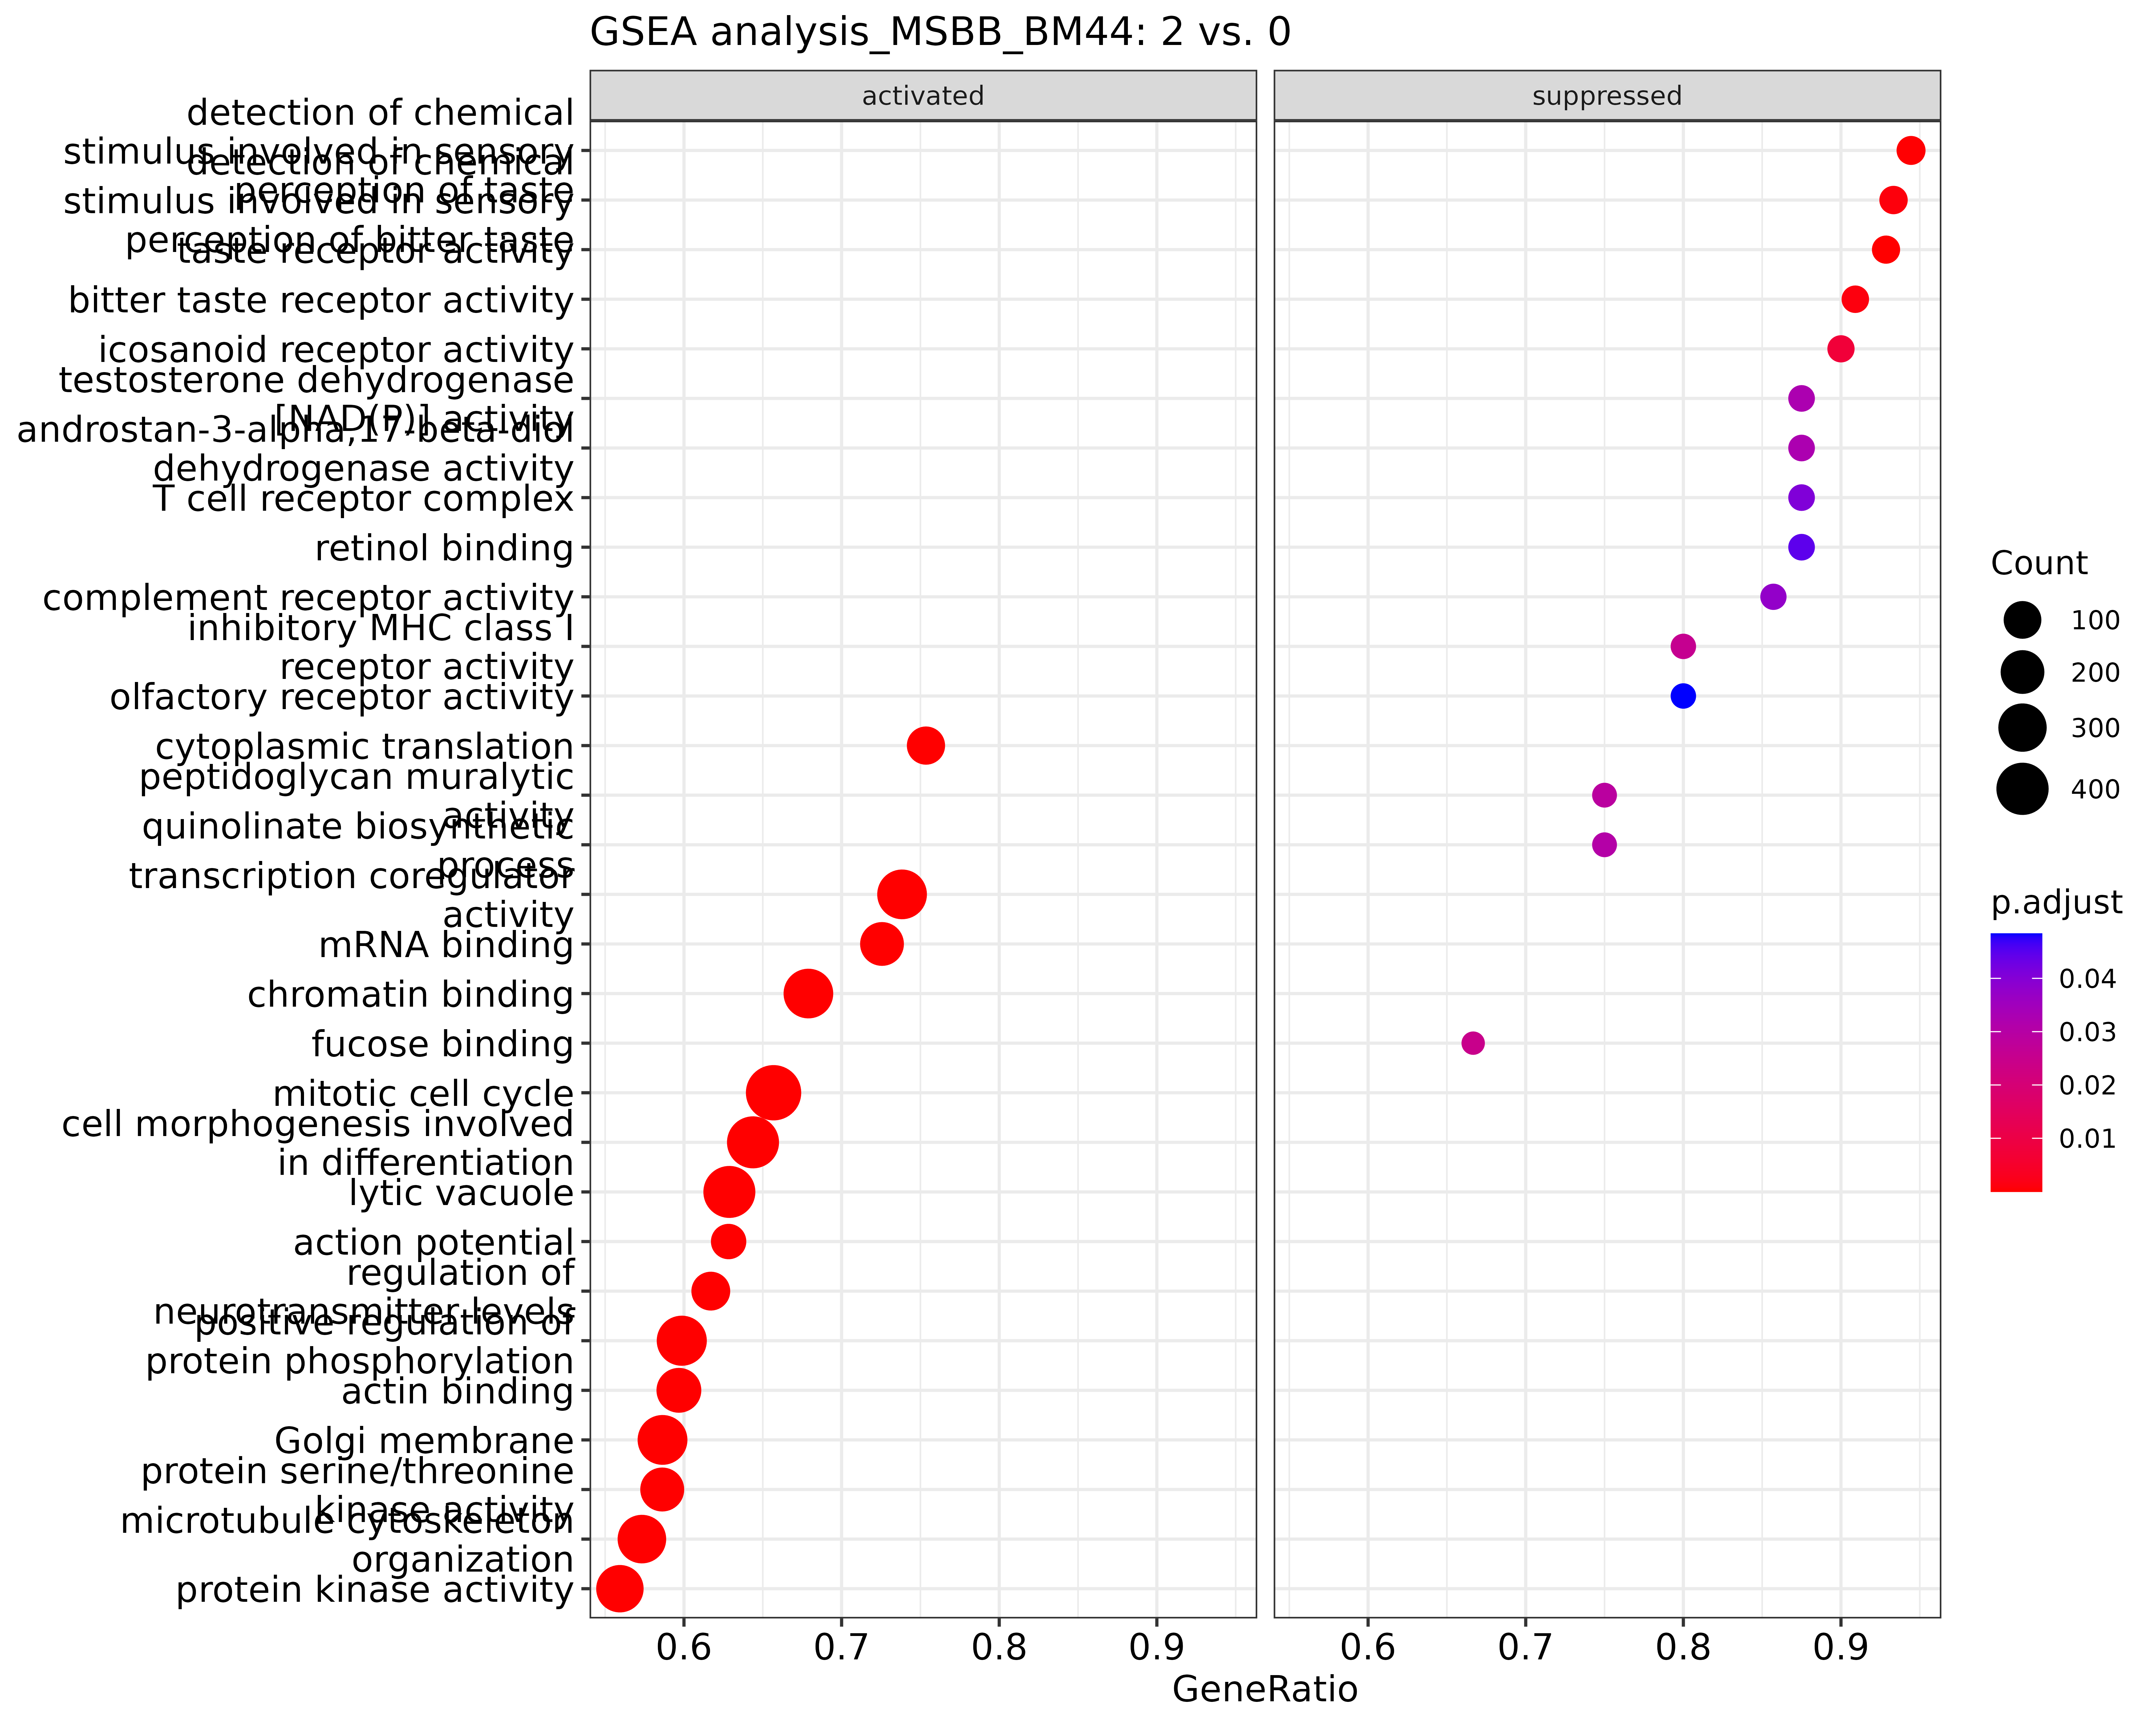 GSEA analysis_MSBB_BM44: 2 vs. 0
activated
suppressed
detection of chemical
stimulus involved in sensory
perception of taste
detection of chemical
stimulus involved in sensory
perception of bitter taste
taste receptor activity
bitter taste receptor activity
icosanoid receptor activity
testosterone dehydrogenase
[NAD(P)] activity
androstan-3-alpha,17-beta-diol
dehydrogenase activity
T cell receptor complex
retinol binding
complement receptor activity
inhibitory MHC class I
receptor activity
olfactory receptor activity
cytoplasmic translation
peptidoglycan muralytic
activity
quinolinate biosynthetic
process
transcription coregulator
activity
mRNA binding
chromatin binding
fucose binding
mitotic cell cycle
cell morphogenesis involved
in differentiation
lytic vacuole
action potential
regulation of
neurotransmitter levels
positive regulation of
protein phosphorylation
actin binding
Golgi membrane
protein serine/threonine
kinase activity
microtubule cytoskeleton
organization
protein kinase activity
0.6 0.7 0.8 0.9
0.6 0.7 0.8 0.9
GeneRatio
Count
100
200
300
400
p.adjust
0.04
0.03
0.02
0.01